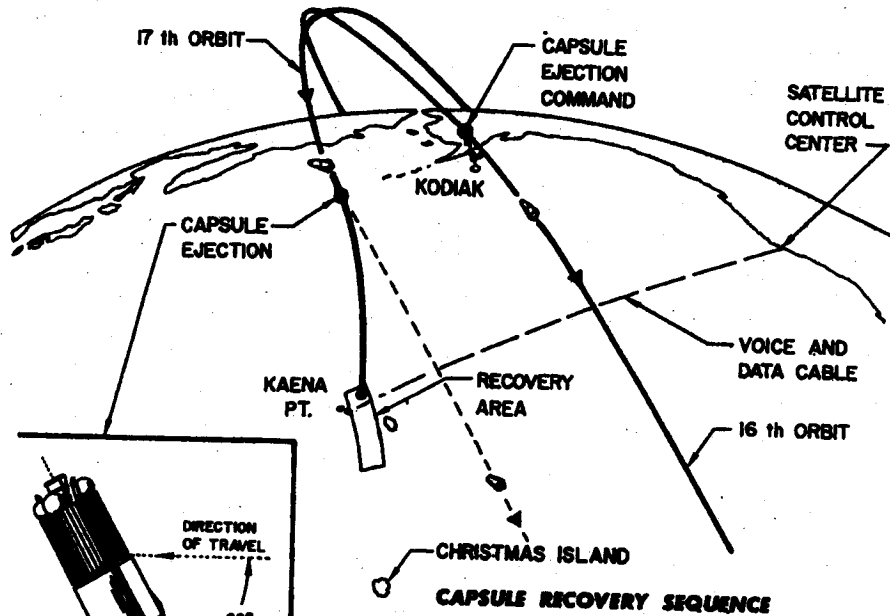 17 th ORBIT
CAPSULE
EJECTION
COMMAND
SATELLITE
CONTROL
CENTER
KODIAK
CAPSULE
EJECTION
VOICE AND
DATA CABLE
KAENA
PT.
RECOVERY
AREA
16 th ORBIT
DIRECTION
OF TRAVEL
CHRISTMAS ISLAND
CAPSULE RECOVERY SEQUENCE